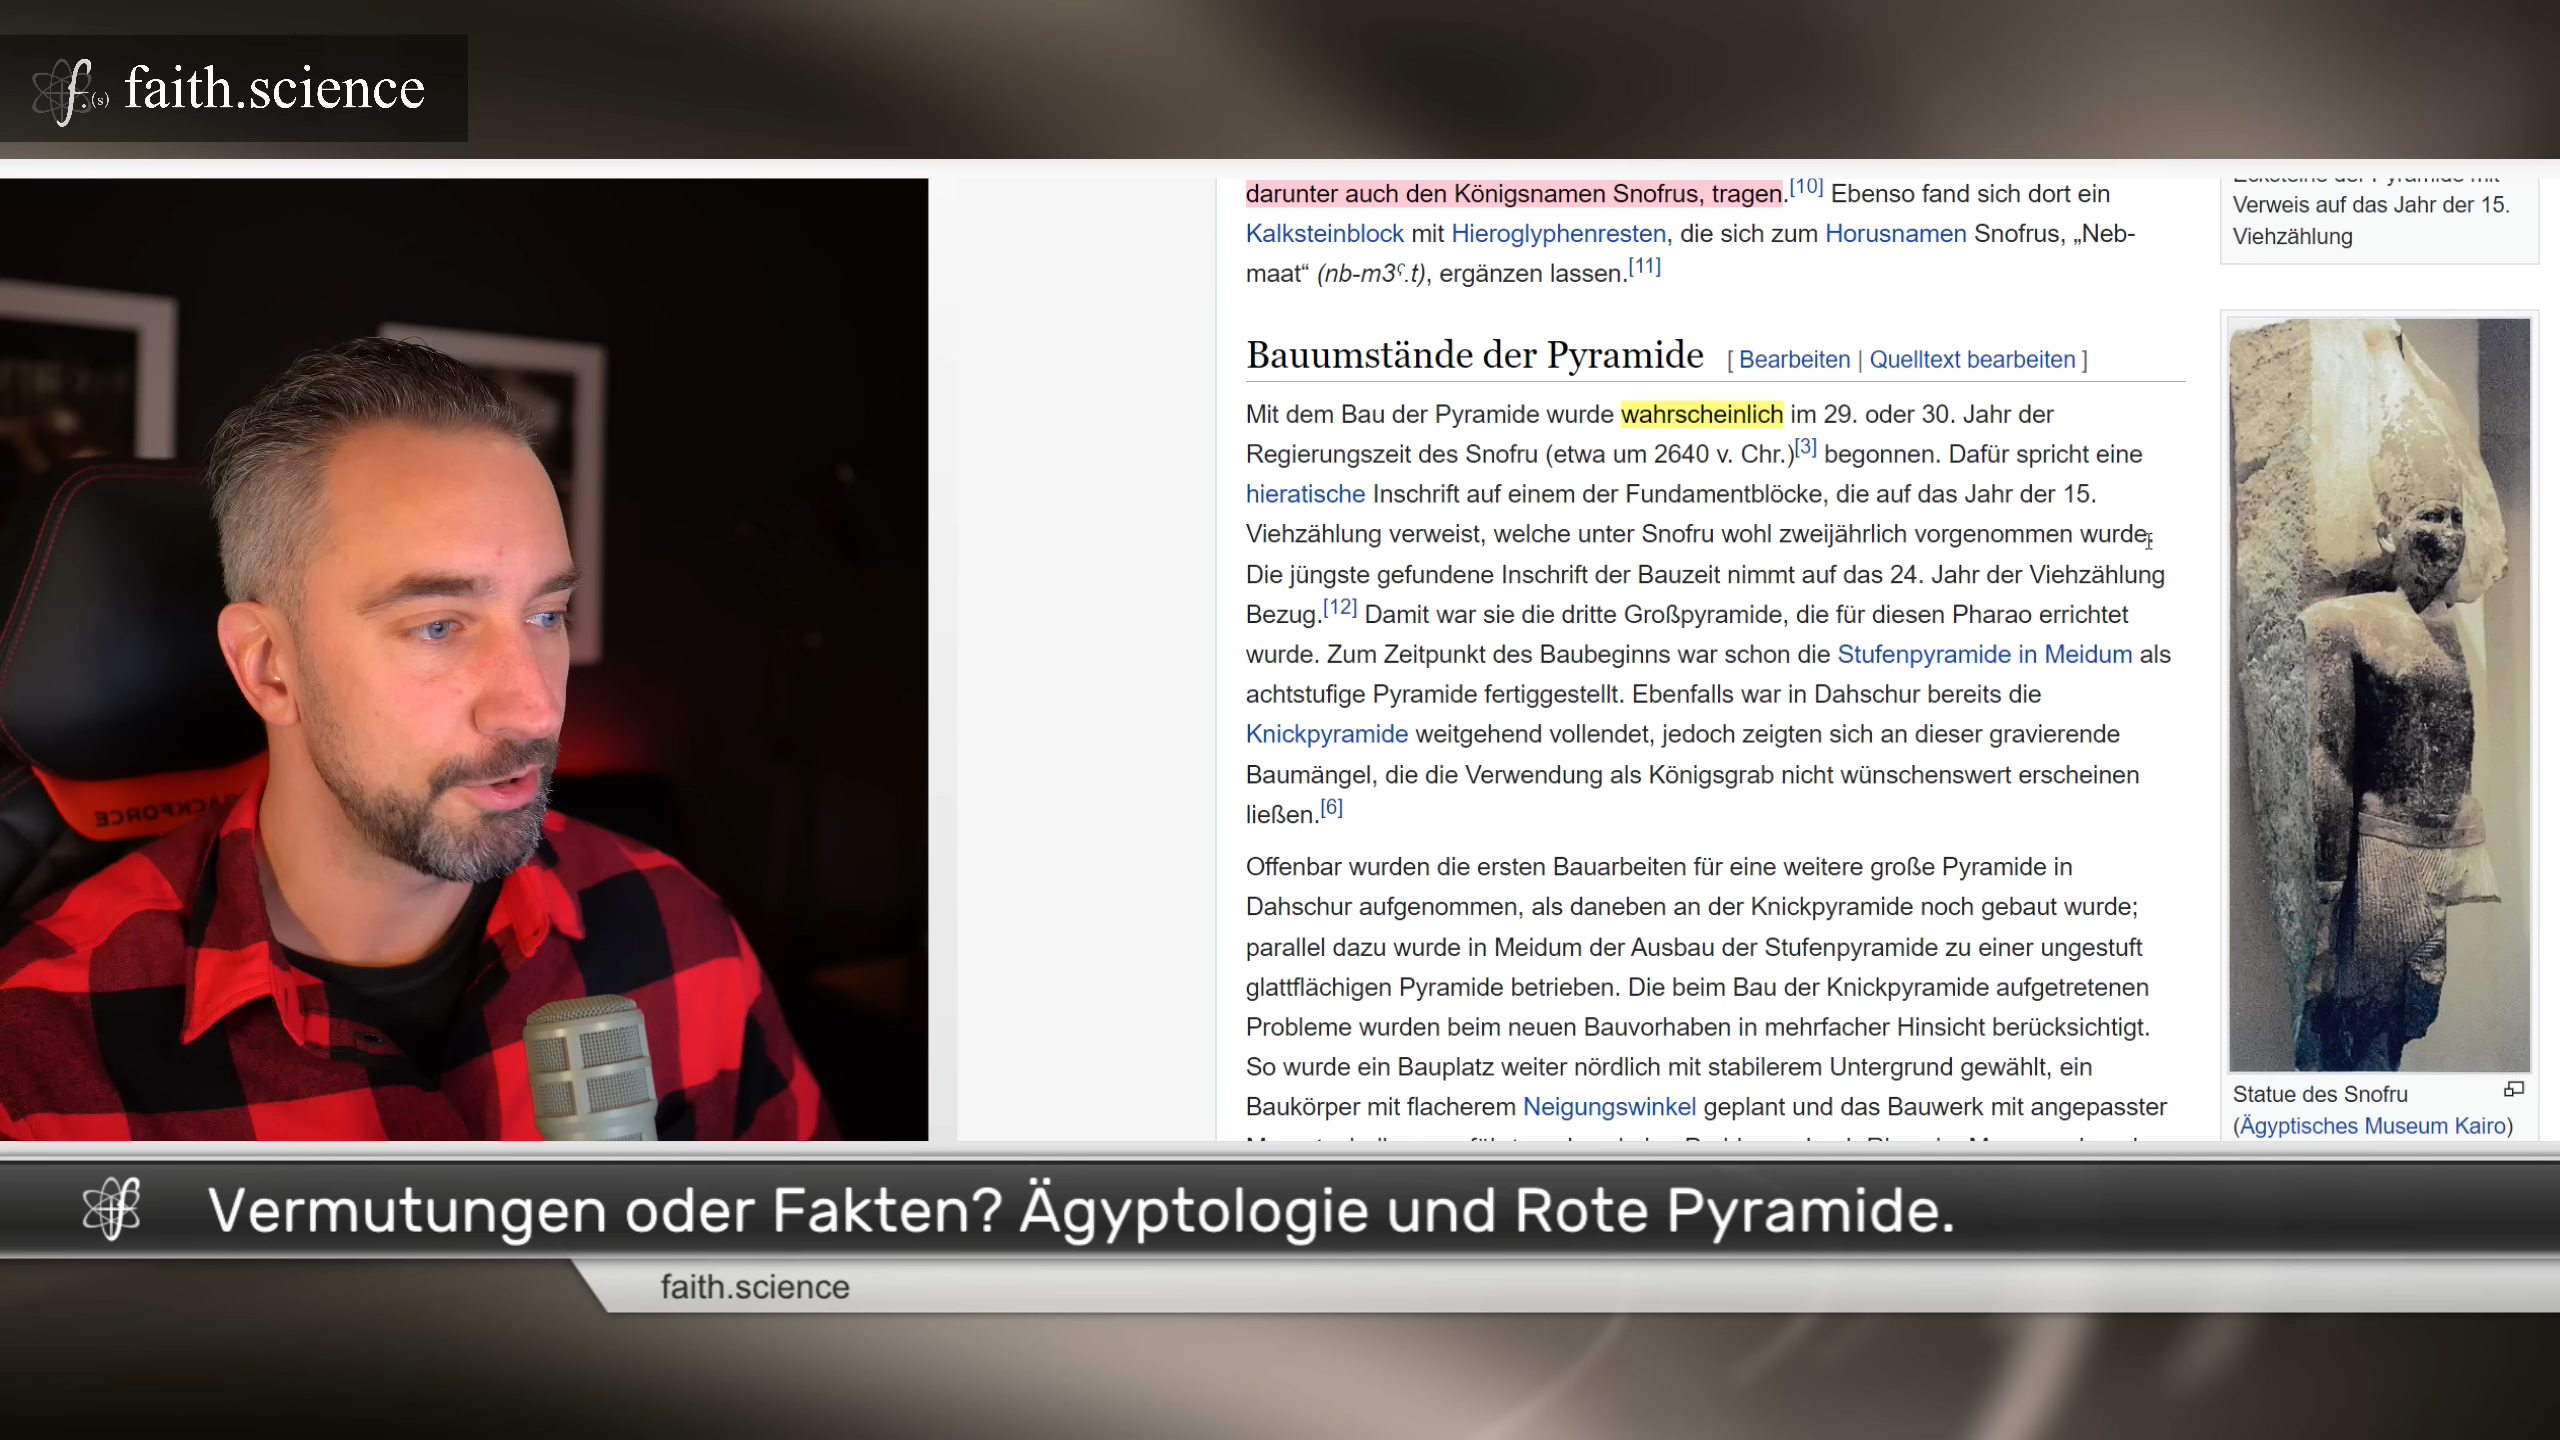 f.(s) faith.science
darunter auch den Königsnamen Snofrus, tragen.[10] Ebenso fand sich dort ein
Kalksteinblock mit Hieroglyphenresten, die sich zum Horusnamen Snofrus, „Neb-
maat“ (nb-m3ˁ.t), ergänzen lassen.[11]
Bauumstände der Pyramide [ Bearbeiten | Quelltext bearbeiten ]
Mit dem Bau der Pyramide wurde wahrscheinlich im 29. oder 30. Jahr der
Regierungszeit des Snofru (etwa um 2640 v. Chr.)[3] begonnen. Dafür spricht eine
hieratische Inschrift auf einem der Fundamentblöcke, die auf das Jahr der 15.
Viehzählung verweist, welche unter Snofru wohl zweijährlich vorgenommen wurde.
Die jüngste gefundene Inschrift der Bauzeit nimmt auf das 24. Jahr der Viehzählung
Bezug.[12] Damit war sie die dritte Großpyramide, die für diesen Pharao errichtet
wurde. Zum Zeitpunkt des Baubeginns war schon die Stufenpyramide in Meidum als
achtstufige Pyramide fertiggestellt. Ebenfalls war in Dahschur bereits die
Knickpyramide weitgehend vollendet, jedoch zeigten sich an dieser gravierende
Baumängel, die die Verwendung als Königsgrab nicht wünschenswert erscheinen
ließen.[6]
Offenbar wurden die ersten Bauarbeiten für eine weitere große Pyramide in
Dahschur aufgenommen, als daneben an der Knickpyramide noch gebaut wurde;
parallel dazu wurde in Meidum der Ausbau der Stufenpyramide zu einer ungestuft
glattflächigen Pyramide betrieben. Die beim Bau der Knickpyramide aufgetretenen
Probleme wurden beim neuen Bauvorhaben in mehrfacher Hinsicht berücksichtigt.
So wurde ein Bauplatz weiter nördlich mit stabilerem Untergrund gewählt, ein
Baukörper mit flacherem Neigungswinkel geplant und das Bauwerk mit angepasster
Verweis auf das Jahr der 15.
Viehzählung
Statue des Snofru
(Ägyptisches Museum Kairo)
Vermutungen oder Fakten? Ägyptologie und Rote Pyramide.
faith.science